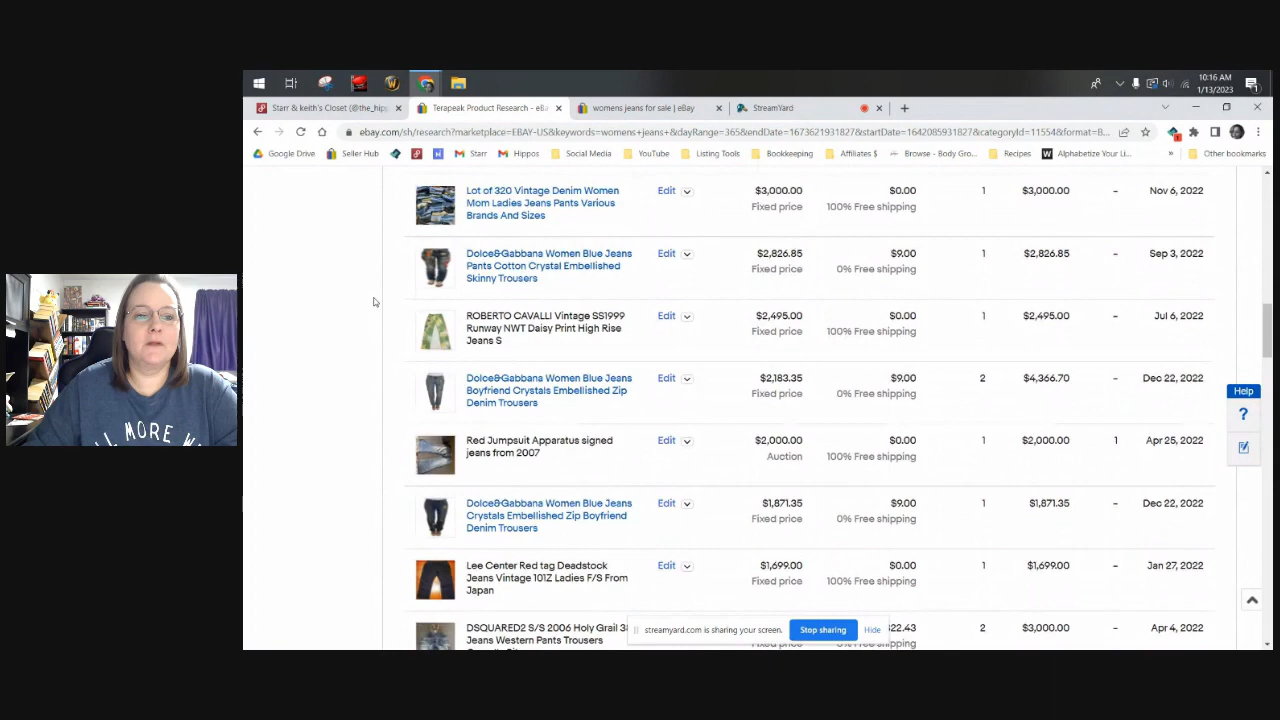 10:16 AM
1/13/2023
Starr & keith's Closet (@the_hipp
Terapeak Product Research - eBa
womens jeans for sale | eBay
StreamYard
ebay.com/sh/research?marketplace=EBAY-US&keywords=womens+jeans+&dayRange=365&endDate=1673621931827&startDate=1642085931827&categoryId=11554&format=B...
Google Drive
Seller Hub
Starr
Hippos
Social Media
YouTube
Listing Tools
Bookkeeping
Affiliates $
Browse - Body Gro...
Recipes
Alphabetize Your Li...
Other bookmarks
Lot of 320 Vintage Denim Women Edit $3,000.00 $0.00 1 $3,000.00 - Nov 6, 2022
Mom Ladies Jeans Pants Various Fixed price 100% Free shipping
Brands And Sizes
Dolce&Gabbana Women Blue Jeans Edit $2,826.85 $9.00 1 $2,826.85 - Sep 3, 2022
Pants Cotton Crystal Embellished Fixed price 0% Free shipping
Skinny Trousers
ROBERTO CAVALLI Vintage SS1999 Edit $2,495.00 $0.00 1 $2,495.00 - Jul 6, 2022
Runway NWT Daisy Print High Rise Fixed price 100% Free shipping
Jeans S
Dolce&Gabbana Women Blue Jeans Edit $2,183.35 $9.00 2 $4,366.70 - Dec 22, 2022
Boyfriend Crystals Embellished Zip Fixed price 0% Free shipping
Denim Trousers
Help
?
Red Jumpsuit Apparatus signed Edit $2,000.00 $0.00 1 $2,000.00 1 Apr 25, 2022
jeans from 2007 Auction 100% Free shipping
Dolce&Gabbana Women Blue Jeans Edit $1,871.35 $9.00 1 $1,871.35 - Dec 22, 2022
Crystals Embellished Zip Boyfriend Fixed price 0% Free shipping
Denim Trousers
Lee Center Red tag Deadstock Edit $1,699.00 $0.00 1 $1,699.00 - Jan 27, 2022
Jeans Vintage 101Z Ladies F/S From Fixed price 100% Free shipping
Japan
DSQUARED2 S/S 2006 Holy Grail 38 22.43 2 $3,000.00 - Apr 4, 2022
Jeans Western Pants Trousers
streamyard.com is sharing your screen.
Stop sharing
Hide